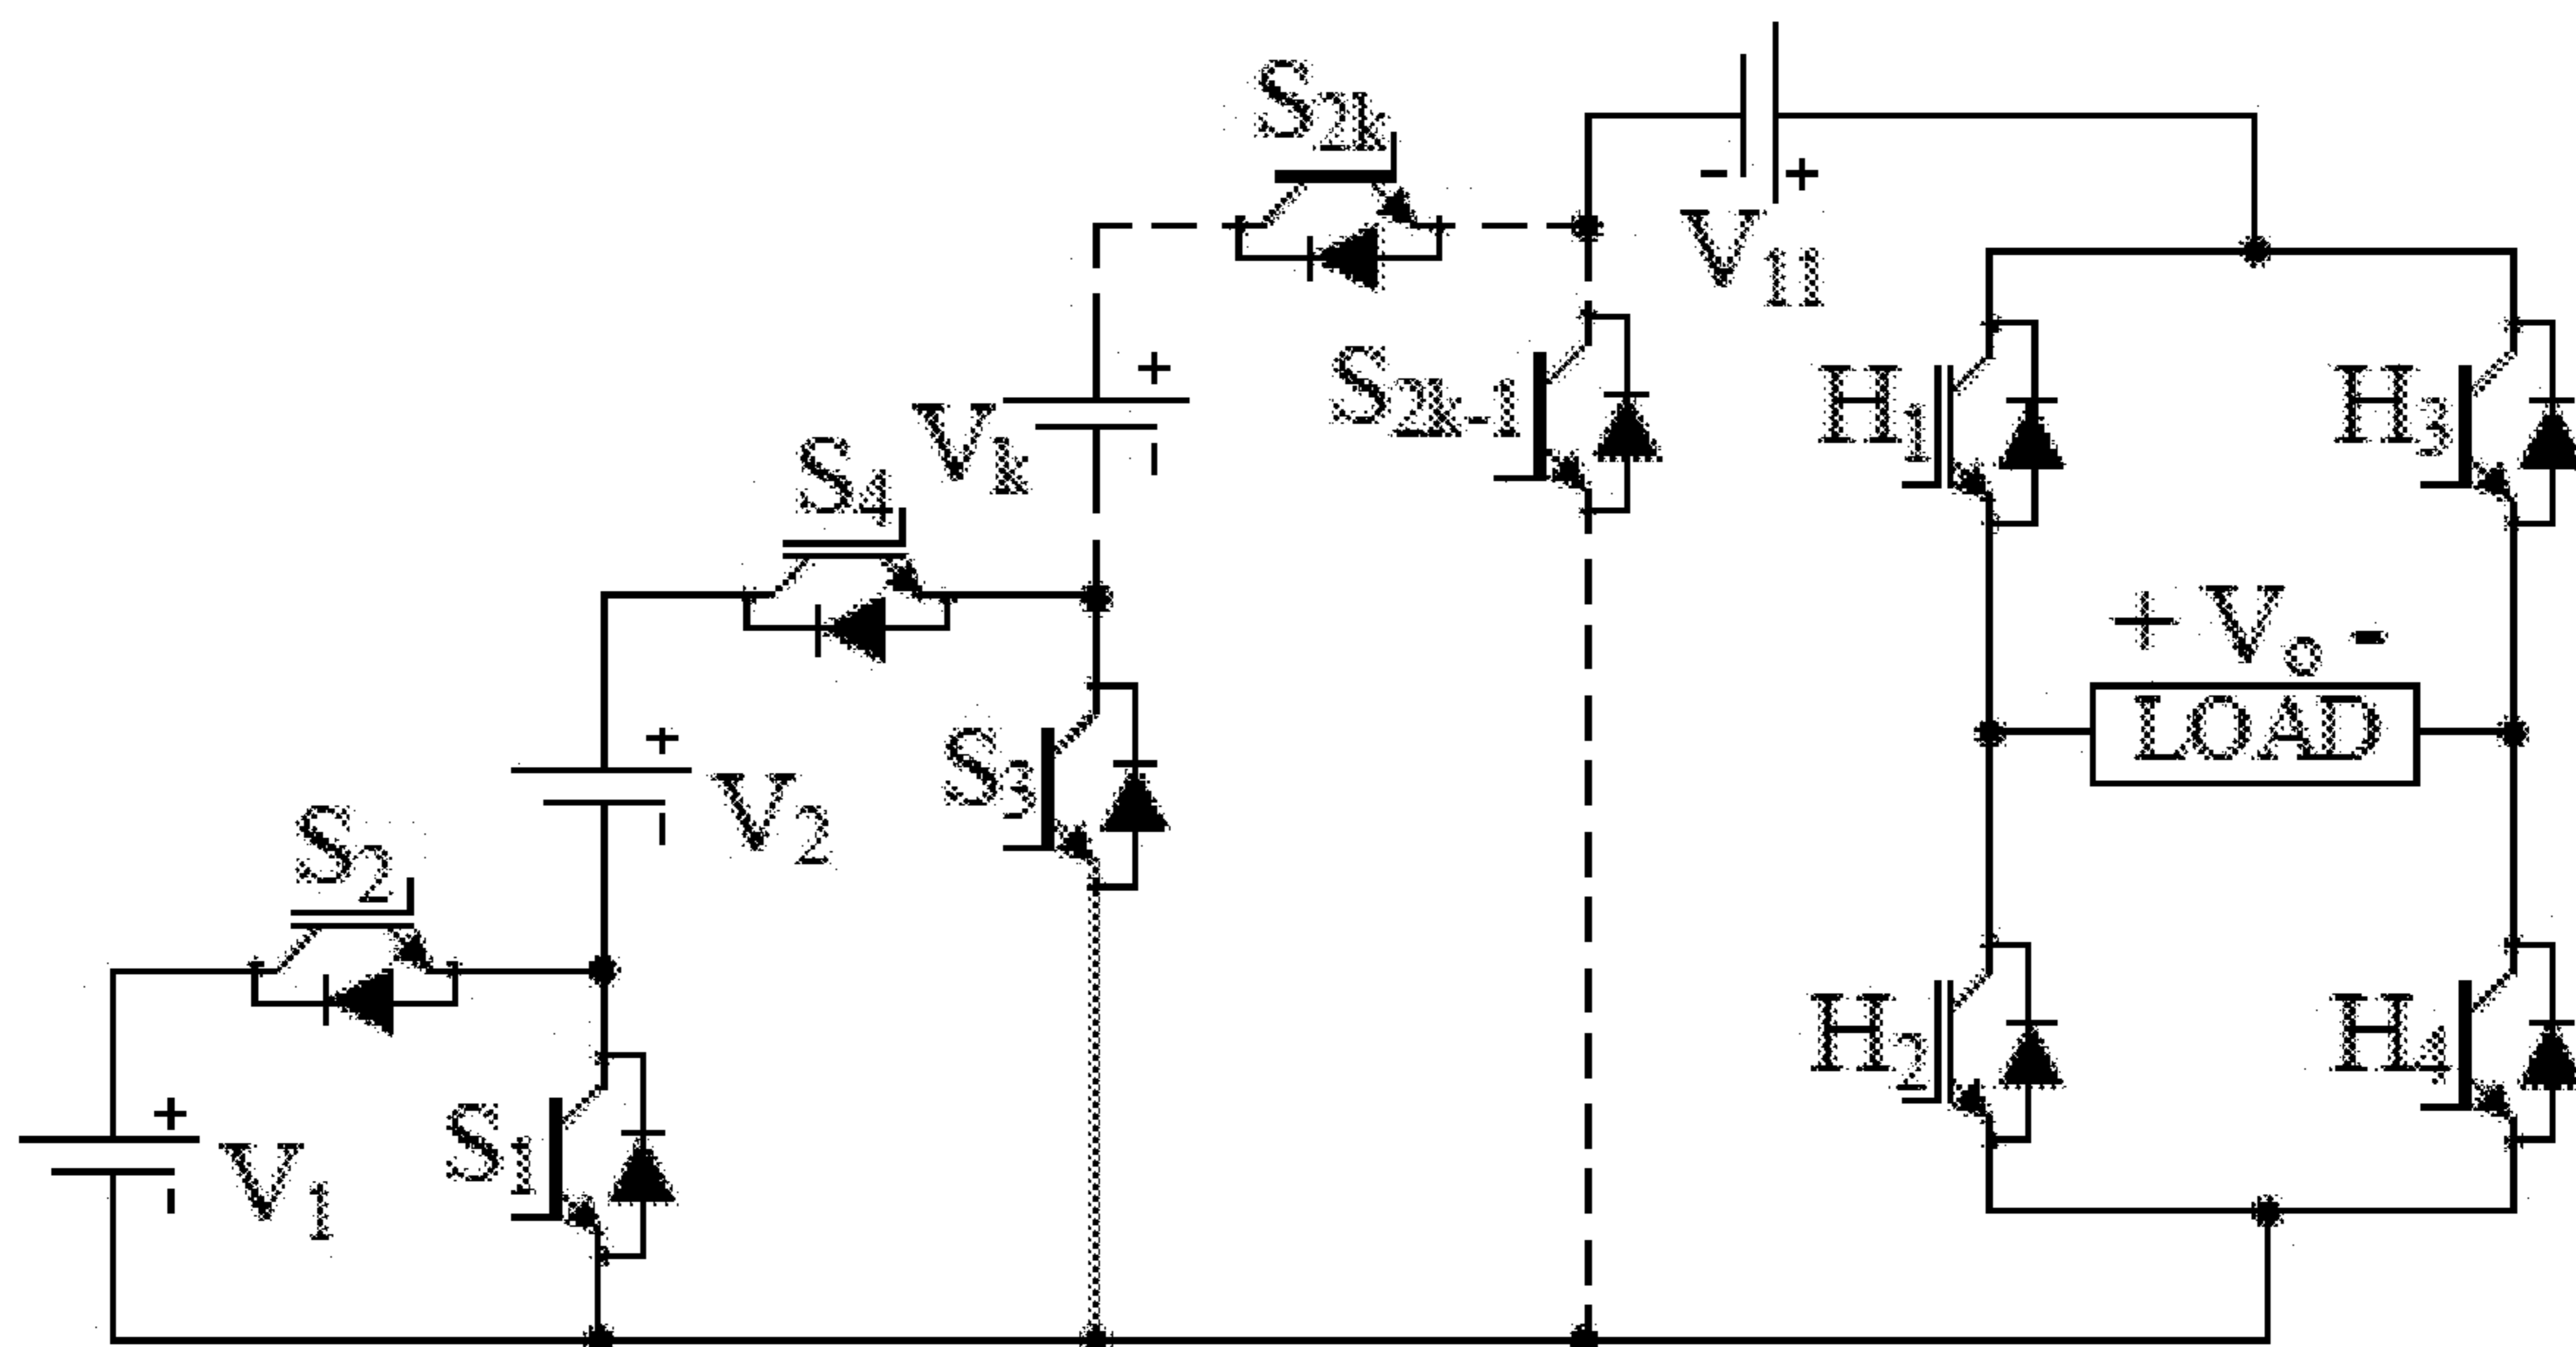 S2k
- +
V11
S2k-1
H1
H3
+
Vk
-
S4
+ Vo -
LOAD
+
V2
-
S3
S2
H2
H4
+
V1
-
S1